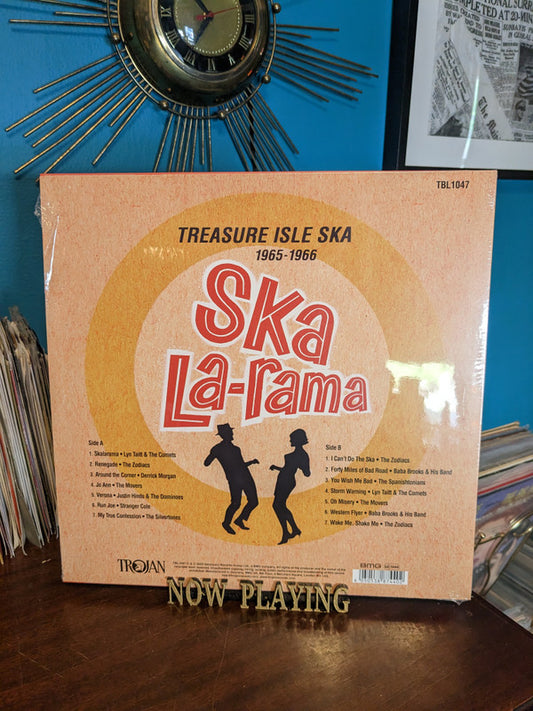 TBL1047
TREASURE ISLE SKA
1965-1966
Ska
La-rama
Side A
1. Skalarama • Lyn Taitt & The Comets
2. Renegade • The Zodiacs
3. Around the Corner • Derrick Morgan
4. Jo Ann • The Movers
5. Verona • Justin Hinds & The Dominoes
6. Run Joe • Stranger Cole
7. My True Confession • The Silvertones
Side B
1. I Can't Do The Ska • The Zodiacs
2. Forty Miles of Bad Road • Baba Brooks & His Band
3. You Wish Me Bad • The Spanishtonians
4. Storm Warning • Lyn Taitt & The Comets
5. Oh Misery • The Movers
6. Western Flyer • Baba Brooks & His Band
7. Wake Me, Shake Me • The Zodiacs
TROJAN
BMG
NOW PLAYING